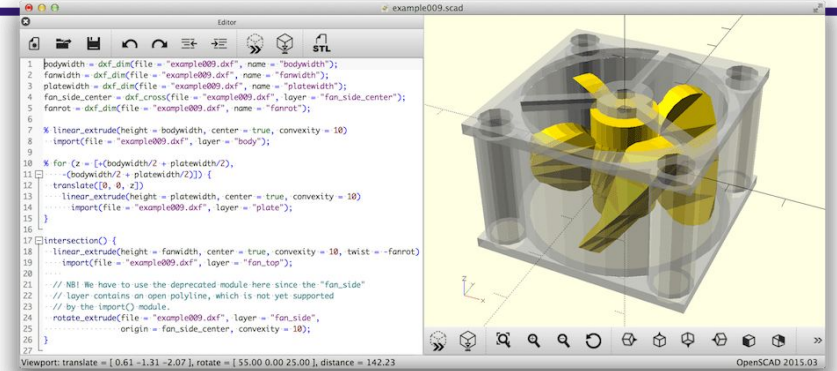 example009.scad
Editor
STL
1 bodywidth = dxf_dim(file = "example009.dxf", name = "bodywidth");
2 fanwidth = dxf_dim(file = "example009.dxf", name = "fanwidth");
3 platewidth = dxf_dim(file = "example009.dxf", name = "platewidth");
4 fan_side_center = dxf_cross(file = "example009.dxf", layer = "fan_side_center");
5 fanrot = dxf_dim(file = "example009.dxf", name = "fanrot");
6
7 % linear_extrude(height = bodywidth, center = true, convexity = 10)
8 import(file = "example009.dxf", layer = "body");
9
10 % for (z = [+(bodywidth/2 + platewidth/2),
11 -(bodywidth/2 + platewidth/2)]) {
12 translate([0, 0, z])
13 linear_extrude(height = platewidth, center = true, convexity = 10)
14 import(file = "example009.dxf", layer = "plate");
15 }
16
17 intersection() {
18 linear_extrude(height = fanwidth, center = true, convexity = 10, twist = -fanrot)
19 import(file = "example009.dxf", layer = "fan_top");
20
21 // NB! We have to use the deprecated module here since the "fan_side"
22 // layer contains an open polyline, which is not yet supported
23 // by the import() module.
24 rotate_extrude(file = "example009.dxf", layer = "fan_side",
25 origin = fan_side_center, convexity = 10);
26 }
27
z
x
Viewport: translate = [ 0.61 -1.31 -2.07 ], rotate = [ 55.00 0.00 25.00 ], distance = 142.23
OpenSCAD 2015.03